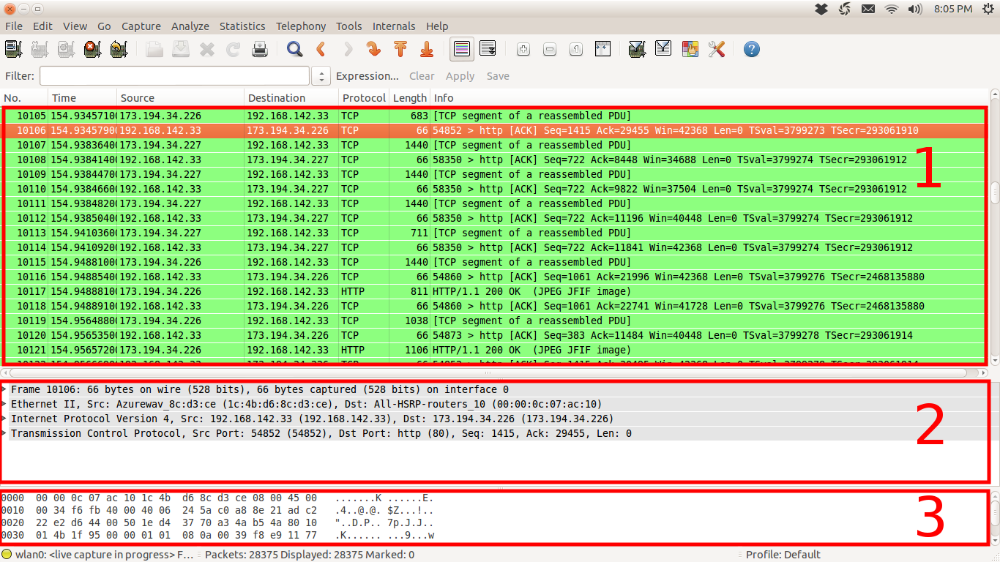 8:05 PM
File Edit View Go Capture Analyze Statistics Telephony Tools Internals Help
Filter: Expression... Clear Apply Save
No. Time Source Destination Protocol Length Info
10105 154.93457100 173.194.34.226 192.168.142.33 TCP 683 [TCP segment of a reassembled PDU]
10106 154.93457900 192.168.142.33 173.194.34.226 TCP 66 54852 > http [ACK] Seq=1415 Ack=29455 Win=42368 Len=0 TSval=3799273 TSecr=293061910
10107 154.93836400 173.194.34.227 192.168.142.33 TCP 1440 [TCP segment of a reassembled PDU]
10108 154.93841400 192.168.142.33 173.194.34.227 TCP 66 58350 > http [ACK] Seq=722 Ack=8448 Win=34688 Len=0 TSval=3799274 TSecr=293061912
1
10109 154.93844700 173.194.34.227 192.168.142.33 TCP 1440 [TCP segment of a reassembled PDU]
10110 154.93846600 192.168.142.33 173.194.34.227 TCP 66 58350 > http [ACK] Seq=722 Ack=9822 Win=37504 Len=0 TSval=3799274 TSecr=293061912
10111 154.93848200 173.194.34.227 192.168.142.33 TCP 1440 [TCP segment of a reassembled PDU]
10112 154.93850400 192.168.142.33 173.194.34.227 TCP 66 58350 > http [ACK] Seq=722 Ack=11196 Win=40448 Len=0 TSval=3799274 TSecr=293061912
10113 154.94103600 173.194.34.227 192.168.142.33 TCP 711 [TCP segment of a reassembled PDU]
10114 154.94109200 192.168.142.33 173.194.34.227 TCP 66 58350 > http [ACK] Seq=722 Ack=11841 Win=42368 Len=0 TSval=3799274 TSecr=293061912
10115 154.94881000 173.194.34.226 192.168.142.33 TCP 1440 [TCP segment of a reassembled PDU]
10116 154.94885400 192.168.142.33 173.194.34.226 TCP 66 54860 > http [ACK] Seq=1061 Ack=21996 Win=42368 Len=0 TSval=3799276 TSecr=2468135880
10117 154.94888100 173.194.34.226 192.168.142.33 HTTP 811 HTTP/1.1 200 OK (JPEG JFIF image)
10118 154.94889100 192.168.142.33 173.194.34.226 TCP 66 54860 > http [ACK] Seq=1061 Ack=22741 Win=41728 Len=0 TSval=3799276 TSecr=2468135880
10119 154.95648800 173.194.34.226 192.168.142.33 TCP 1038 [TCP segment of a reassembled PDU]
10120 154.95653500 192.168.142.33 173.194.34.226 TCP 66 54873 > http [ACK] Seq=383 Ack=11484 Win=40448 Len=0 TSval=3799278 TSecr=293061914
10121 154.95657200 173.194.34.226 192.168.142.33 HTTP 1106 HTTP/1.1 200 OK (JPEG JFIF image)
Frame 10106: 66 bytes on wire (528 bits), 66 bytes captured (528 bits) on interface 0
Ethernet II, Src: Azurewav_8c:d3:ce (1c:4b:d6:8c:d3:ce), Dst: All-HSRP-routers_10 (00:00:0c:07:ac:10)
Internet Protocol Version 4, Src: 192.168.142.33 (192.168.142.33), Dst: 173.194.34.226 (173.194.34.226)
2
Transmission Control Protocol, Src Port: 54852 (54852), Dst Port: http (80), Seq: 1415, Ack: 29455, Len: 0
0000 00 00 0c 07 ac 10 1c 4b d6 8c d3 ce 08 00 45 00 .......K ......E.
0010 00 34 f6 fb 40 00 40 06 24 5a c0 a8 8e 21 ad c2 .4..@.@. $Z...!..
3
0020 22 e2 d6 44 00 50 1e d4 37 70 a3 4a b5 4a 80 10 "..D.P.. 7p.J.J..
0030 01 4b 1f 95 00 00 01 01 08 0a 00 39 f8 e9 11 77 .K...... ...9...w
wlan0: <live capture in progress> F... Packets: 28375 Displayed: 28375 Marked: 0 Profile: Default